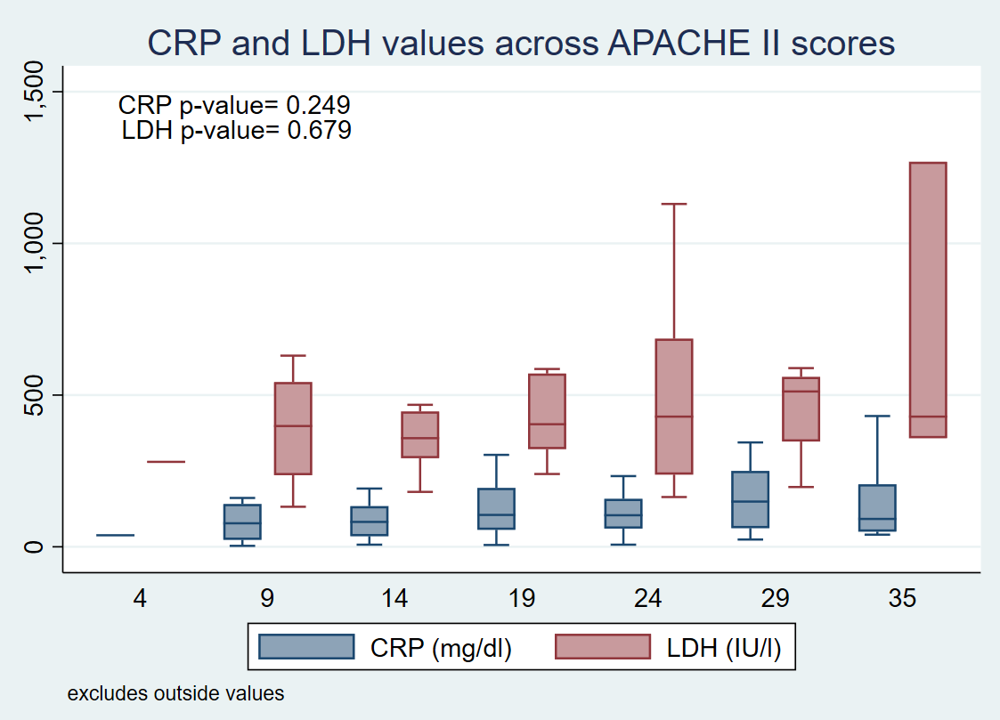 CRP and LDH values across APACHE II scores
CRP p-value= 0.249
LDH p-value= 0.679
1,500
1,000
500
0
4 9 14 19 24 29 35
CRP (mg/dl) LDH (IU/l)
excludes outside values